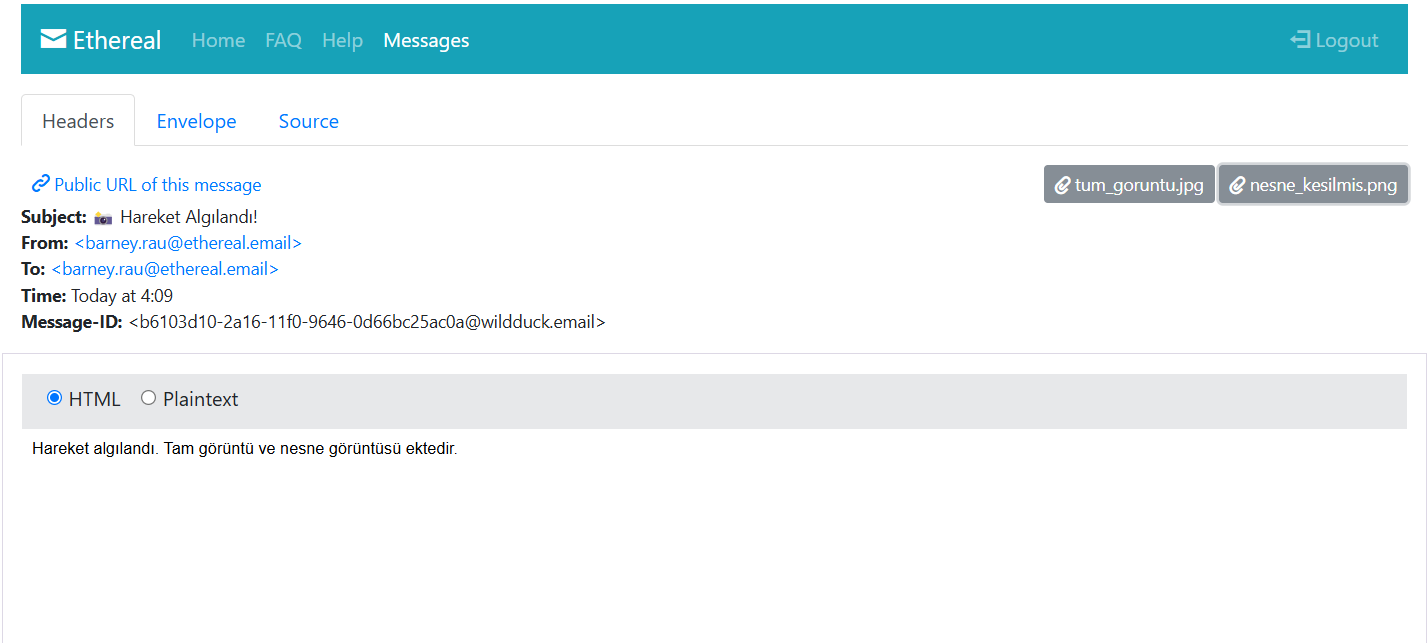 Ethereal Home FAQ Help Messages Logout
Headers Envelope Source
Public URL of this message tum_goruntu.jpg nesne_kesilmis.png
Subject: 📷 Hareket Algılandı!
From: <barney.rau@ethereal.email>
To: <barney.rau@ethereal.email>
Time: Today at 4:09
Message-ID: <b6103d10-2a16-11f0-9646-0d66bc25ac0a@wildduck.email>
HTML Plaintext
Hareket algılandı. Tam görüntü ve nesne görüntüsü ektedir.